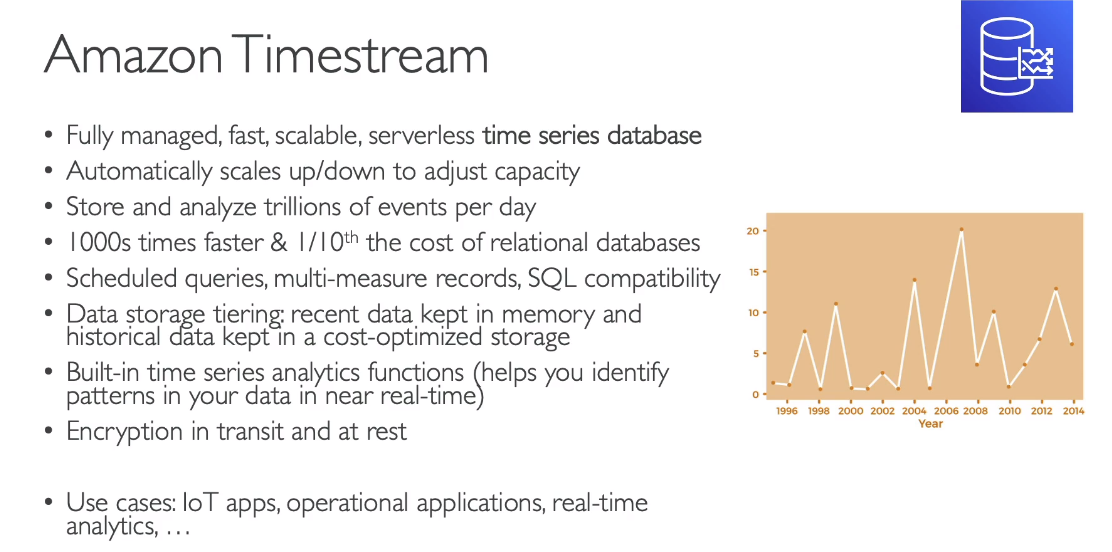 Amazon Timestream
• Fully managed, fast, scalable, serverless time series database
• Automatically scales up/down to adjust capacity
• Store and analyze trillions of events per day
• 1000s times faster & 1/10th the cost of relational databases
• Scheduled queries, multi-measure records, SQL compatibility
• Data storage tiering: recent data kept in memory and
historical data kept in a cost-optimized storage
• Built-in time series analytics functions (helps you identify
patterns in your data in near real-time)
• Encryption in transit and at rest
• Use cases: IoT apps, operational applications, real-time
analytics, …
20
15
10
5
0
1996 1998 2000 2002 2004 2006 2008 2010 2012 2014
Year